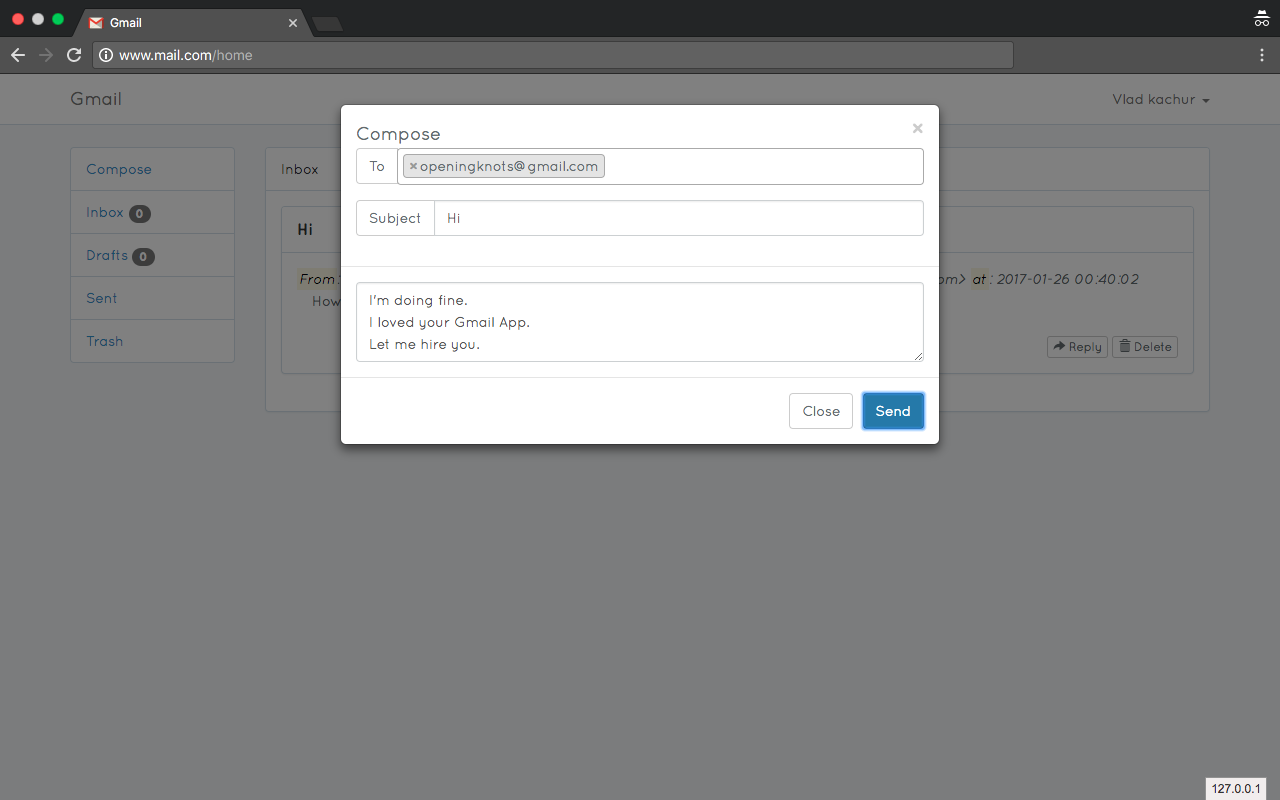 Gmail
www.mail.com/home
Gmail
Vlad kachur
Compose
×
To
×openingknots@gmail.com
Subject
Hi
I'm doing fine.
I loved your Gmail App.
Let me hire you.
Close
Send
Compose
Inbox 0
Drafts 0
Sent
Trash
Inbox
Hi
From :
om> at : 2017-01-26 00:40:02
How
Reply
Delete
127.0.0.1